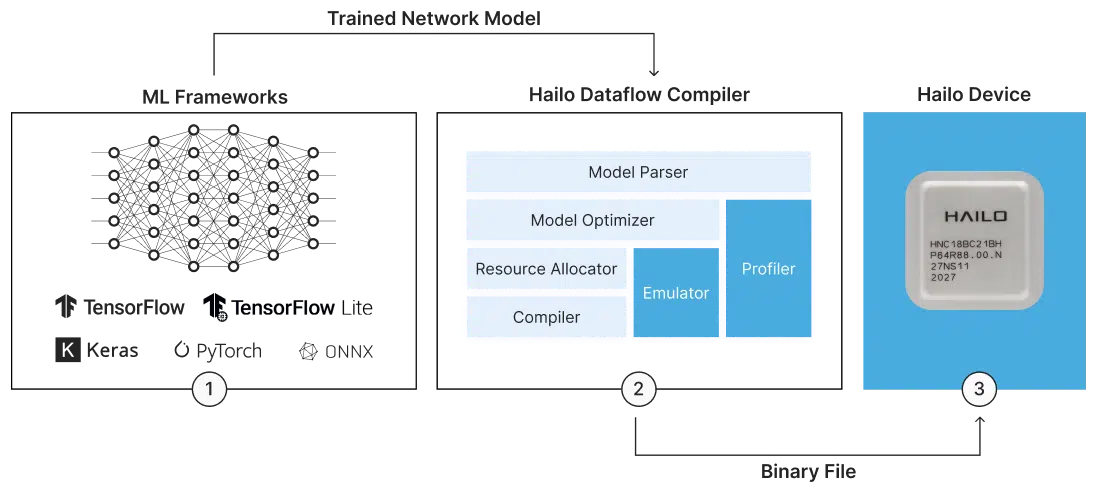 Trained Network Model
ML Frameworks
Hailo Dataflow Compiler
Hailo Device
TensorFlow
TensorFlow Lite
K Keras
PyTorch
ONNX
1
Model Parser
Model Optimizer
Resource Allocator
Compiler
Emulator
Profiler
2
HAILO
HNC18BC21BH
P64R88.00.N
27NS11
2027
3
Binary File